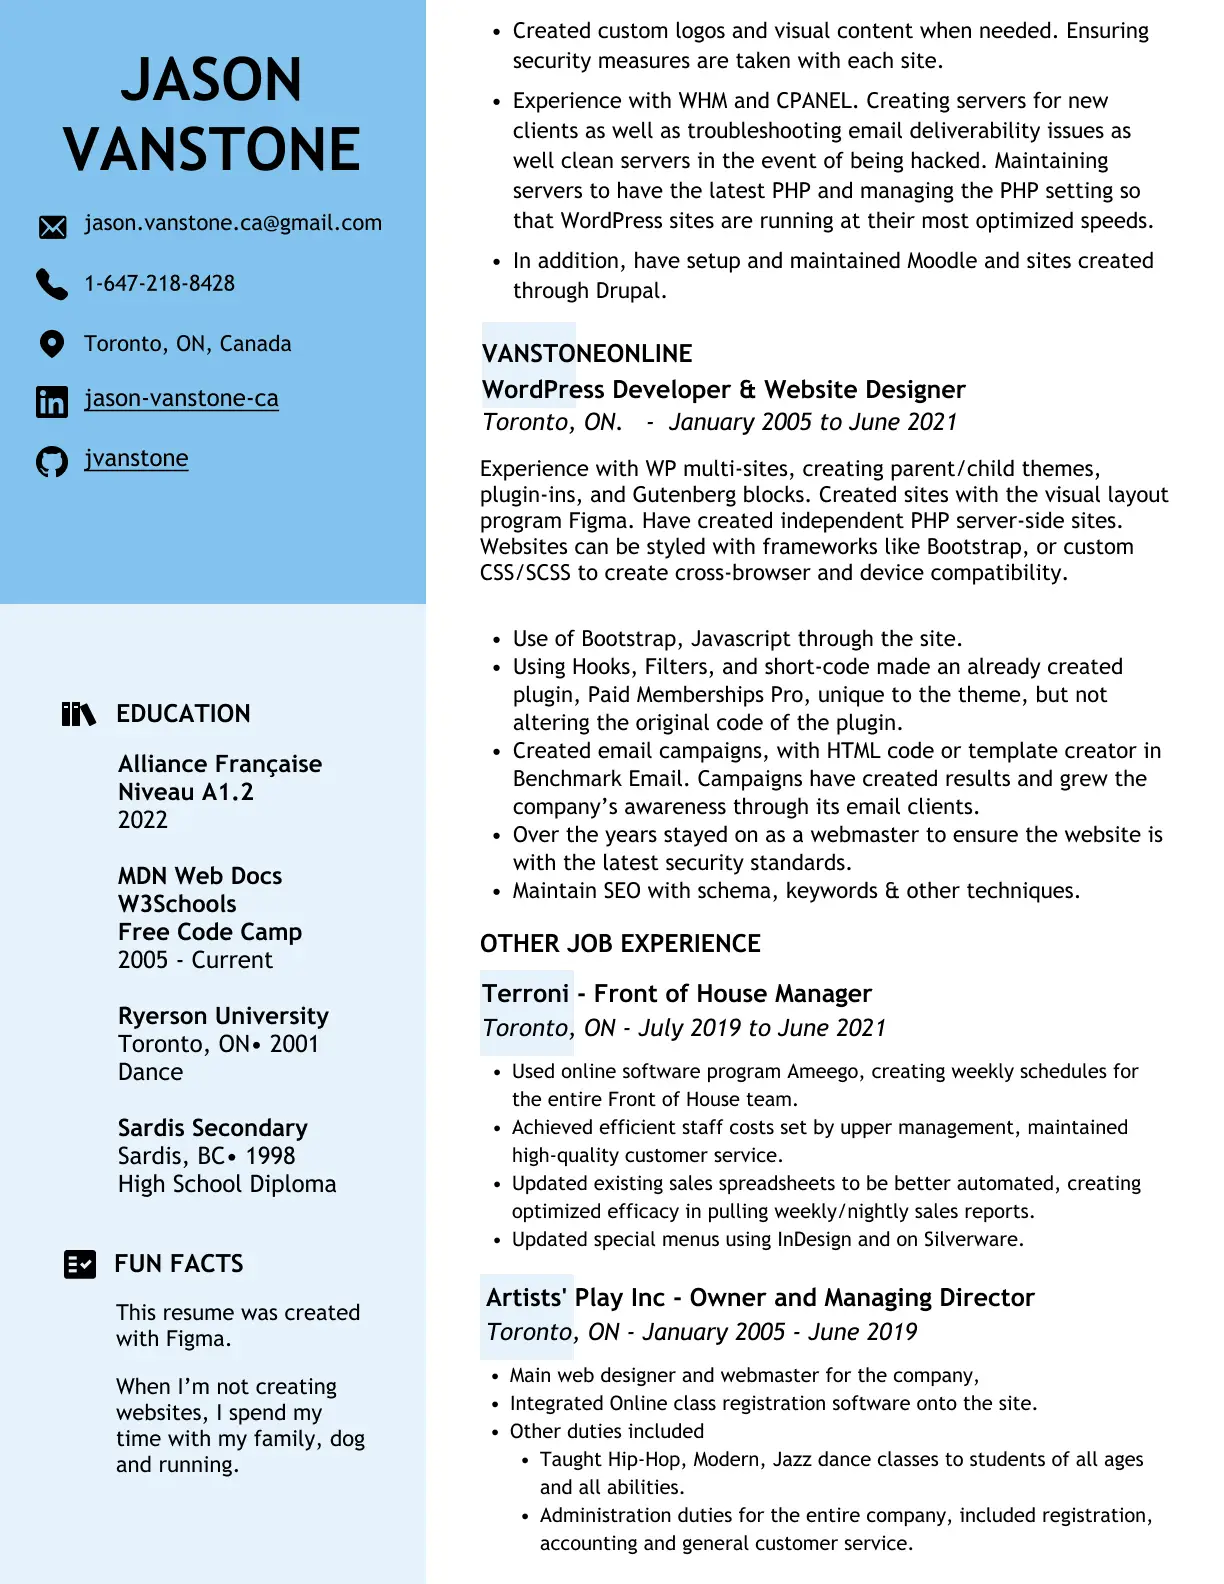 JASON
VANSTONE
jason.vanstone.ca@gmail.com
1-647-218-8428
Toronto, ON, Canada
jason-vanstone-ca
jvanstone
EDUCATION
Alliance Française
Niveau A1.2
2022
MDN Web Docs
W3Schools
Free Code Camp
2005 - Current
Ryerson University
Toronto, ON• 2001
Dance
Sardis Secondary
Sardis, BC• 1998
High School Diploma
FUN FACTS
This resume was created
with Figma.
When I’m not creating
websites, I spend my
time with my family, dog
and running.
• Created custom logos and visual content when needed. Ensuring
security measures are taken with each site.
• Experience with WHM and CPANEL. Creating servers for new
clients as well as troubleshooting email deliverability issues as
well clean servers in the event of being hacked. Maintaining
servers to have the latest PHP and managing the PHP setting so
that WordPress sites are running at their most optimized speeds.
• In addition, have setup and maintained Moodle and sites created
through Drupal.
VANSTONEONLINE
WordPress Developer & Website Designer
Toronto, ON. - January 2005 to June 2021
Experience with WP multi-sites, creating parent/child themes,
plugin-ins, and Gutenberg blocks. Created sites with the visual layout
program Figma. Have created independent PHP server-side sites.
Websites can be styled with frameworks like Bootstrap, or custom
CSS/SCSS to create cross-browser and device compatibility.
• Use of Bootstrap, Javascript through the site.
• Using Hooks, Filters, and short-code made an already created
plugin, Paid Memberships Pro, unique to the theme, but not
altering the original code of the plugin.
• Created email campaigns, with HTML code or template creator in
Benchmark Email. Campaigns have created results and grew the
company’s awareness through its email clients.
• Over the years stayed on as a webmaster to ensure the website is
with the latest security standards.
• Maintain SEO with schema, keywords & other techniques.
OTHER JOB EXPERIENCE
Terroni - Front of House Manager
Toronto, ON - July 2019 to June 2021
• Used online software program Ameego, creating weekly schedules for
the entire Front of House team.
• Achieved efficient staff costs set by upper management, maintained
high-quality customer service.
• Updated existing sales spreadsheets to be better automated, creating
optimized efficacy in pulling weekly/nightly sales reports.
• Updated special menus using InDesign and on Silverware.
Artists' Play Inc - Owner and Managing Director
Toronto, ON - January 2005 - June 2019
• Main web designer and webmaster for the company,
• Integrated Online class registration software onto the site.
• Other duties included
• Taught Hip-Hop, Modern, Jazz dance classes to students of all ages
and all abilities.
• Administration duties for the entire company, included registration,
accounting and general customer service.